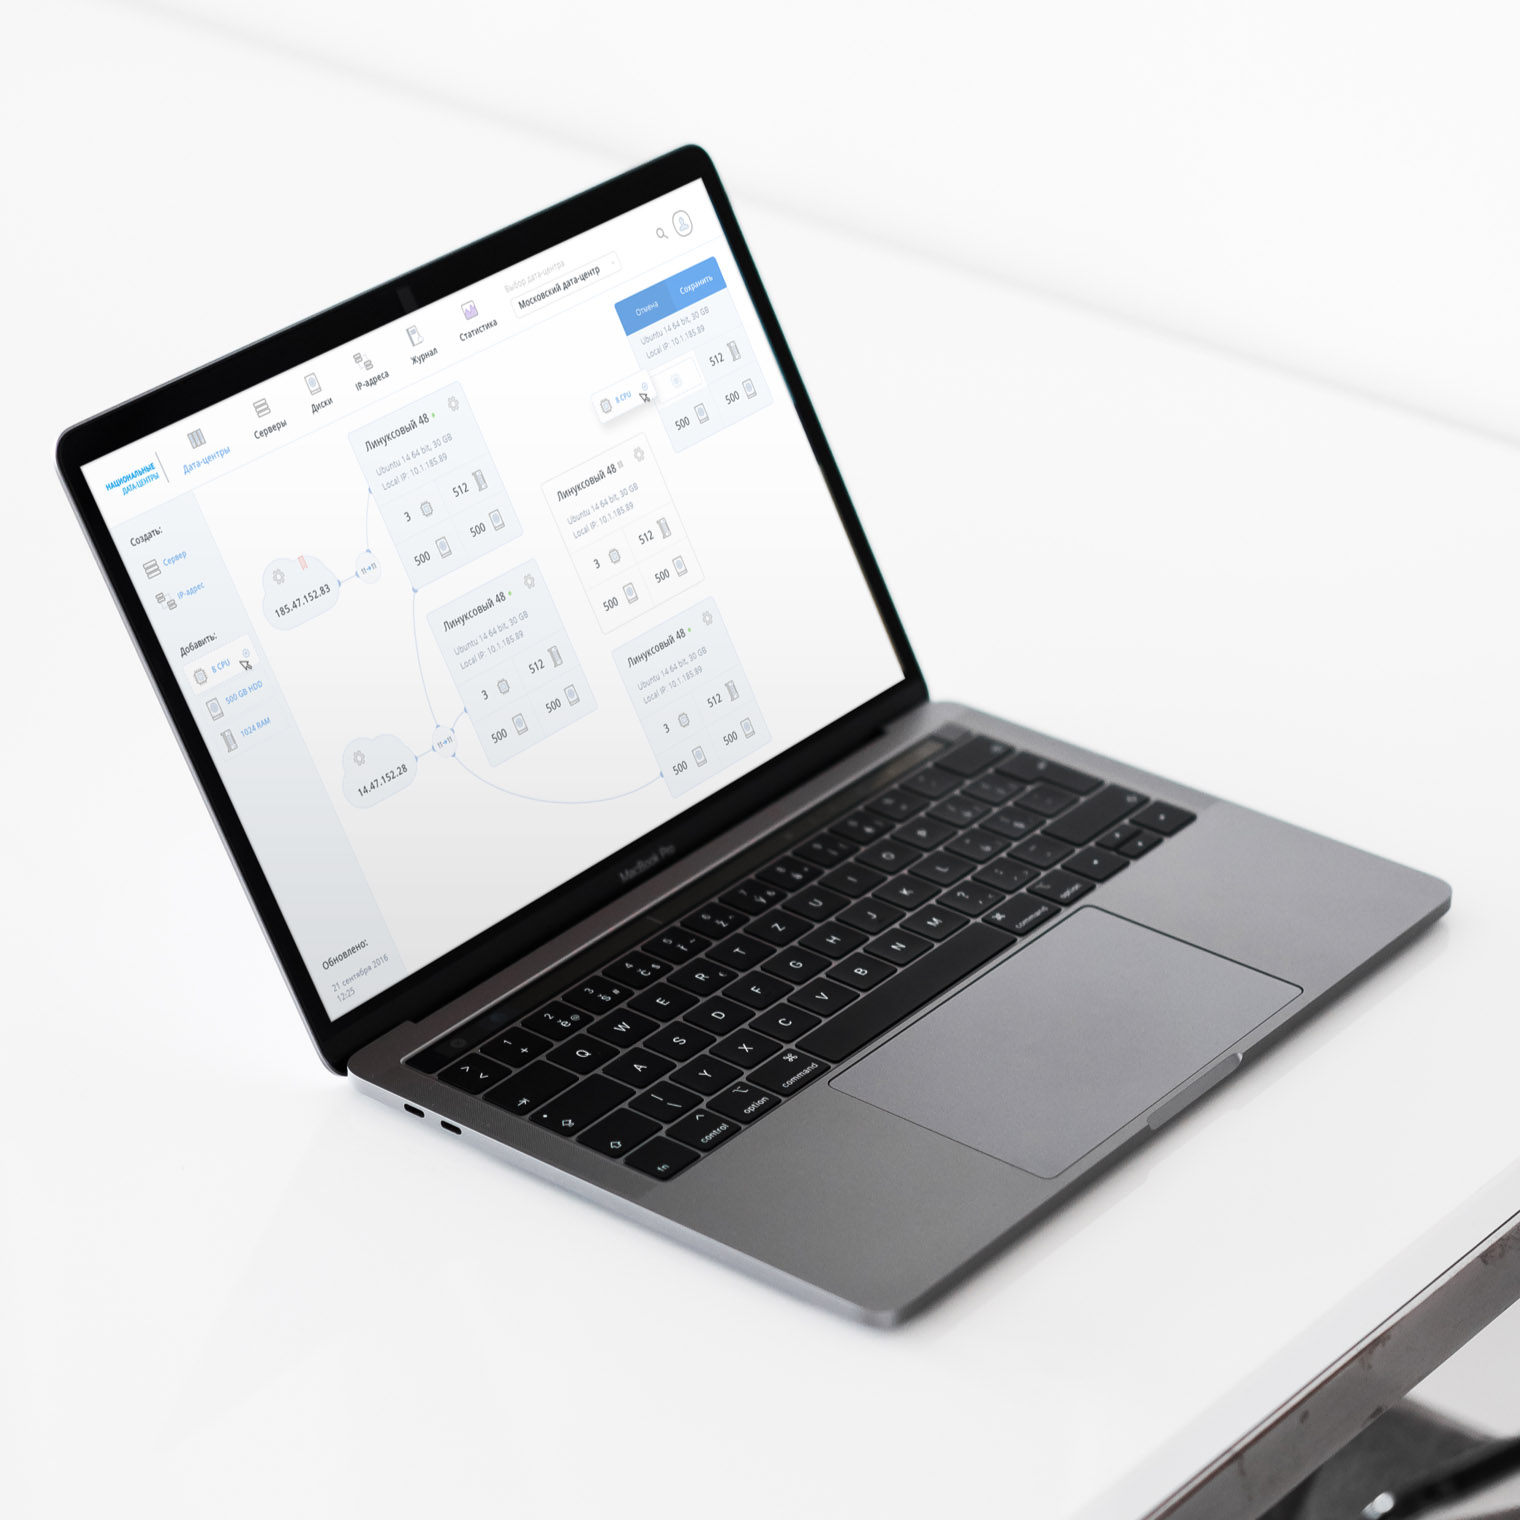 НАЦИОНАЛЬНЫЕ
ДАТА-ЦЕНТРЫ
Дата-центры
Серверы
Диски
IP-адреса
Журнал
Статистика
Выбор дата-центра
Московский дата-центр
Создать:
Сервер
IP-адрес
Добавить:
8 CPU
500 GB HDD
1024 RAM
Обновлено:
21 сентября 2016
12:25
185.47.152.83
14.47.152.28
Линуксовый 48
Ubuntu 14 64 bit, 30 GB
Local IP: 10.1.185.89
3 512
500 500
Линуксовый 48
Ubuntu 14 64 bit, 30 GB
Local IP: 10.1.185.89
3 512
500 500
Отмена Сохранить
Ubuntu 14 64 bit, 30 GB
Local IP: 10.1.185.89
8 CPU
512
500 500
Линуксовый 48
Ubuntu 14 64 bit, 30 GB
Local IP: 10.1.185.89
3 512
500 500
Линуксовый 48
Ubuntu 14 64 bit, 30 GB
Local IP: 10.1.185.89
3 512
500 500
MacBook Pro
Q W E R T Z U I O
A S D F G H J K L
Y X C V B N M
fn control option command command option